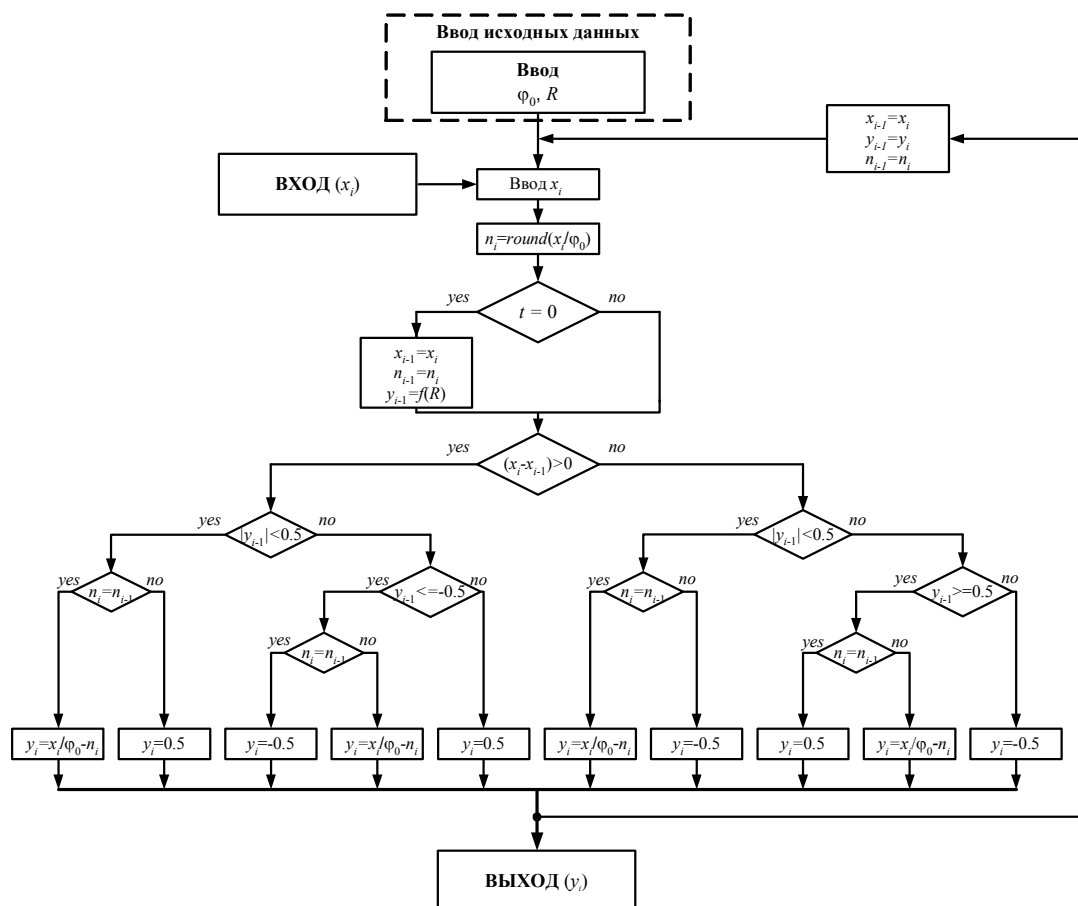 Ввод исходных данных
Ввод
φ₀, R
xᵢ₋₁=xᵢ
yᵢ₋₁=yᵢ
nᵢ₋₁=nᵢ
ВХОД (xᵢ)
Ввод xᵢ
nᵢ=round(xᵢ/φ₀)
yes
no
t = 0
xᵢ₋₁=xᵢ
nᵢ₋₁=nᵢ
yᵢ₋₁=f(R)
yes
no
(xᵢ-xᵢ₋₁)>0
yes
no
yes
no
|yᵢ₋₁|<0.5
|yᵢ₋₁|<0.5
yes
no
yes
no
yes
no
yes
no
nᵢ=nᵢ₋₁
yᵢ₋₁<=-0.5
nᵢ=nᵢ₋₁
yᵢ₋₁>=0.5
yes
no
yes
no
nᵢ=nᵢ₋₁
nᵢ=nᵢ₋₁
yᵢ=xᵢ/φ₀-nᵢ
yᵢ=0.5
yᵢ=-0.5
yᵢ=xᵢ/φ₀-nᵢ
yᵢ=0.5
yᵢ=xᵢ/φ₀-nᵢ
yᵢ=-0.5
yᵢ=0.5
yᵢ=xᵢ/φ₀-nᵢ
yᵢ=-0.5
ВЫХОД (yᵢ)